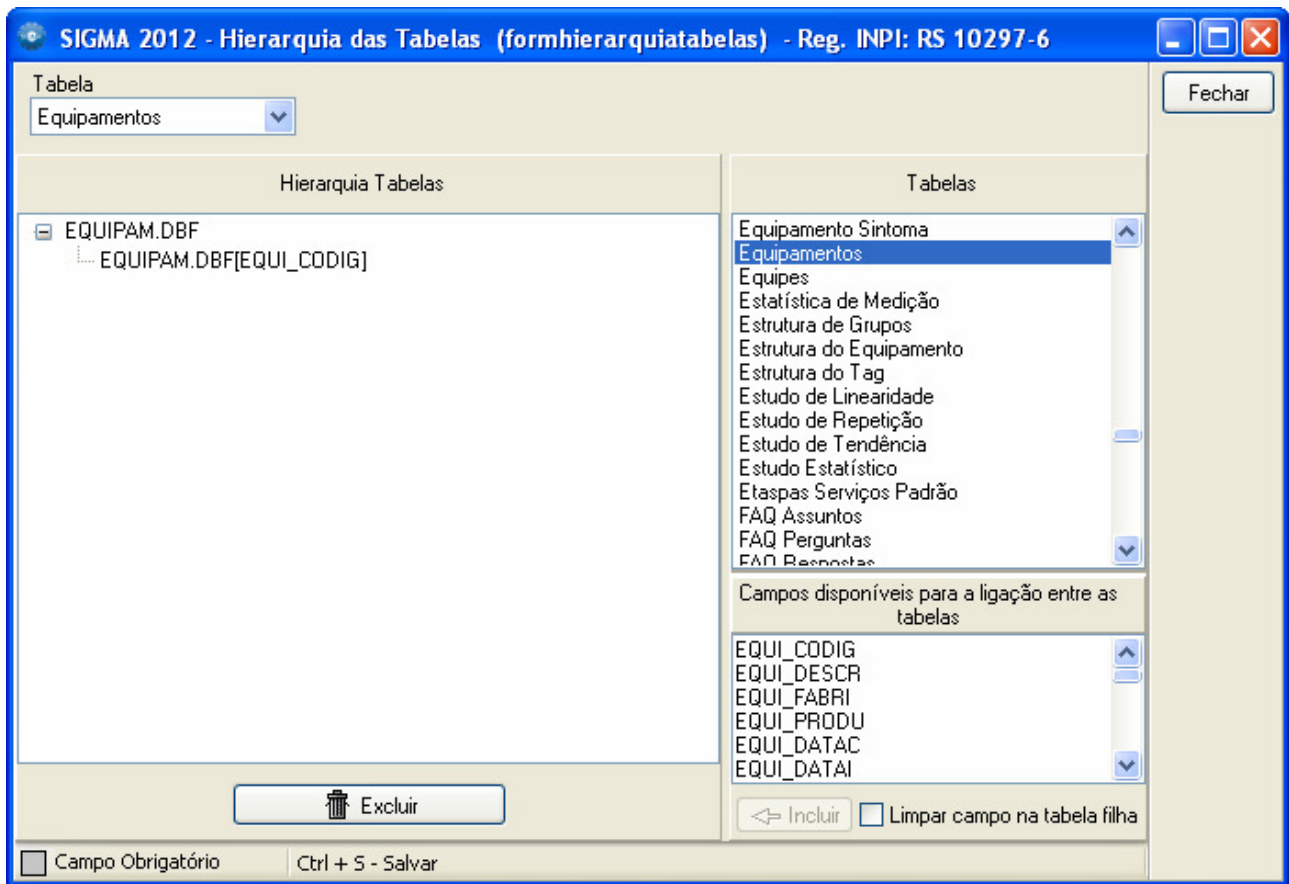 SIGMA 2012 - Hierarquia das Tabelas (formhierarquiatabelas) - Reg. INPI: RS 10297-6
Fechar
Tabela
Equipamentos
Hierarquia Tabelas
EQUIPAM.DBF
EQUIPAM.DBF[EQUI_CODIG]
Excluir
Tabelas
Equipamento Sintoma
Equipamentos
Equipes
Estatística de Medição
Estrutura de Grupos
Estrutura do Equipamento
Estrutura do Tag
Estudo de Linearidade
Estudo de Repetição
Estudo de Tendência
Estudo Estatístico
Etaspas Serviços Padrão
FAQ Assuntos
FAQ Perguntas
FAQ Respostas
Campos disponíveis para a ligação entre as
tabelas
EQUI_CODIG
EQUI_DESCR
EQUI_FABRI
EQUI_PRODU
EQUI_DATAC
EQUI_DATAI
Incluir
Limpar campo na tabela filha
Campo Obrigatório
Ctrl + S - Salvar